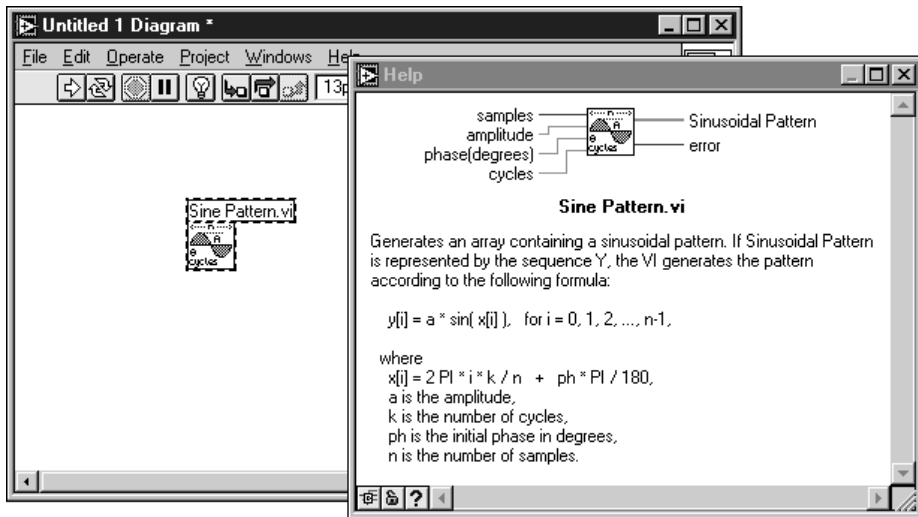 Untitled 1 Diagram *
File Edit Operate Project Windows He
13p
Sine Pattern.vi
n
A
θ
cycles
Help
samples
amplitude
phase(degrees)
cycles
n
A
θ
cycles
Sinusoidal Pattern
error
Sine Pattern.vi
Generates an array containing a sinusoidal pattern. If Sinusoidal Pattern
is represented by the sequence Y, the VI generates the pattern
according to the following formula:
y[i] = a * sin( x[i] ), for i = 0, 1, 2, ..., n-1,
where
x[i] = 2 PI * i * k / n + ph * PI / 180,
a is the amplitude,
k is the number of cycles,
ph is the initial phase in degrees,
n is the number of samples.
?